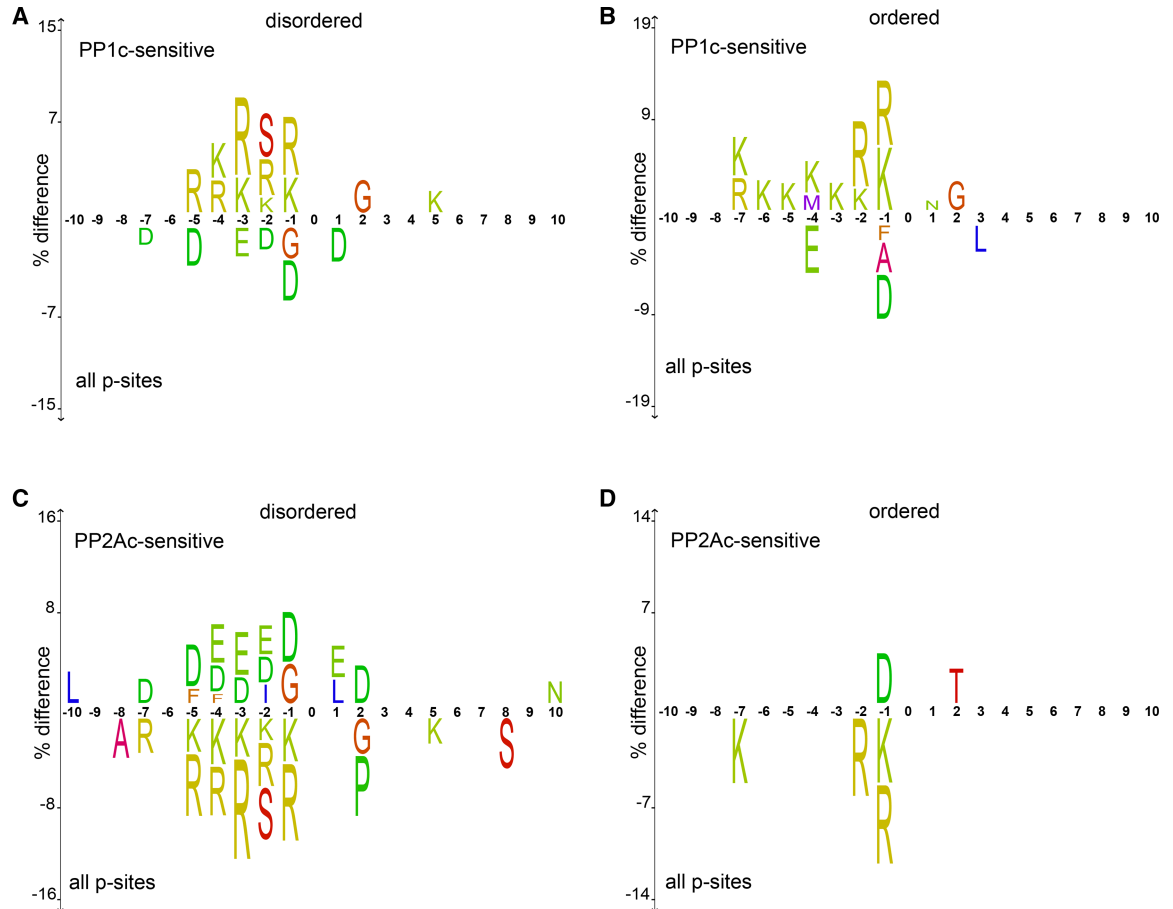 A
disordered
15
PP1c-sensitive
R S R
K R
R R K K K G K
7
% difference
-10 -9 -8 -7 -6 -5 -4 -3 -2 -1 0 1 2 3 4 5 6 7 8 9 10
D D E D G D
D
-7
all p-sites
-15
B
ordered
19
PP1c-sensitive
R
9
K K R K
R K K M K K N G
% difference
-10 -9 -8 -7 -6 -5 -4 -3 -2 -1 0 1 2 3 4 5 6 7 8 9 10
E F L
A
D
-9
all p-sites
-19
C
disordered
16
PP2Ac-sensitive
8
E E E D E
D D D D
L D F F I G L D N
% difference
-10 -9 -8 -7 -6 -5 -4 -3 -2 -1 0 1 2 3 4 5 6 7 8 9 10
A R K K K K K G K S
R R R R R P
S
-8
all p-sites
-16
D
ordered
14
PP2Ac-sensitive
7
D T
% difference
-10 -9 -8 -7 -6 -5 -4 -3 -2 -1 0 1 2 3 4 5 6 7 8 9 10
K R K
R
-7
all p-sites
-14